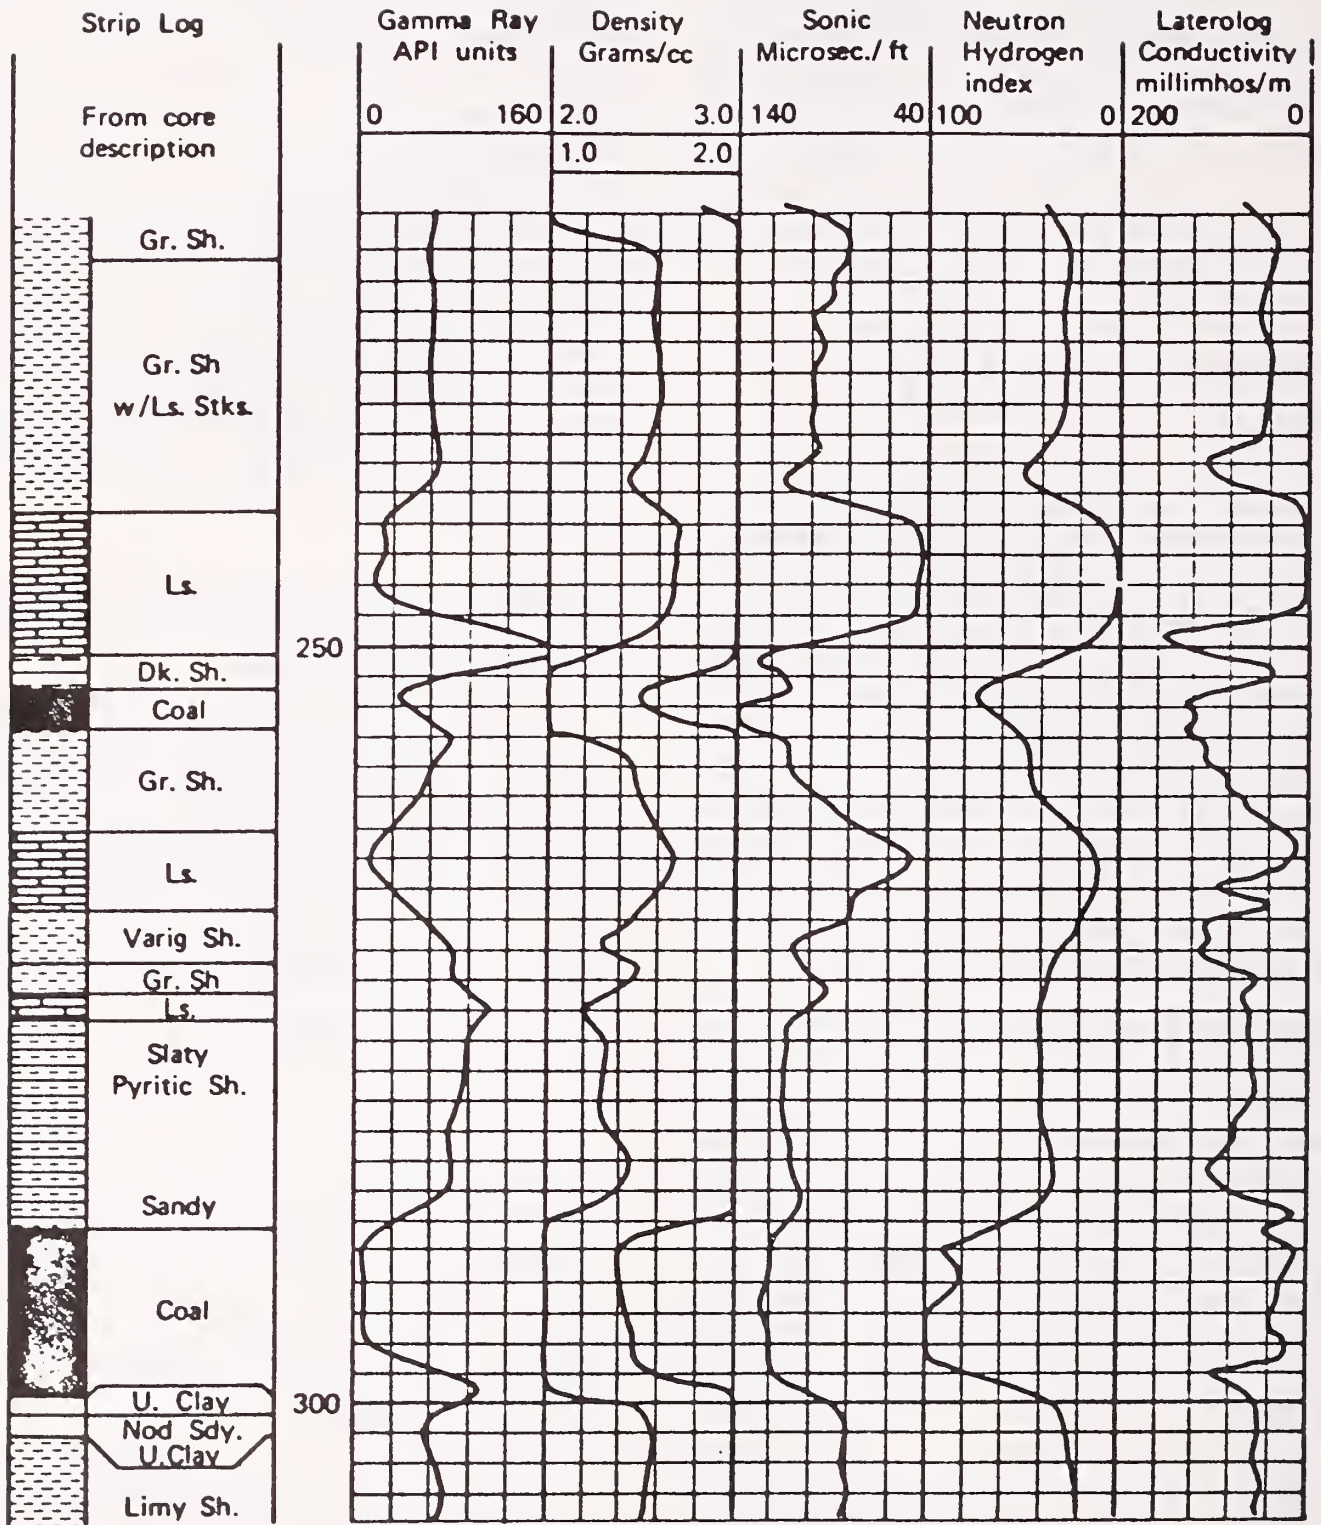 Strip Log
From core
description
Gamma Ray
API units
0 160
Density
Grams/cc
2.0 3.0
1.0 2.0
Sonic
Microsec./ft
140 40
Neutron
Hydrogen
index
100 0
Laterolog
Conductivity
millimhos/m
200 0
Gr. Sh.
Gr. Sh
w/Ls. Stks.
Ls.
250
Dk. Sh.
Coal
Gr. Sh.
Ls.
Varig Sh.
Gr. Sh
Ls.
Slaty
Pyritic Sh.
Sandy
Coal
U. Clay
300
Nod Sdy.
U.Clay
Limy Sh.